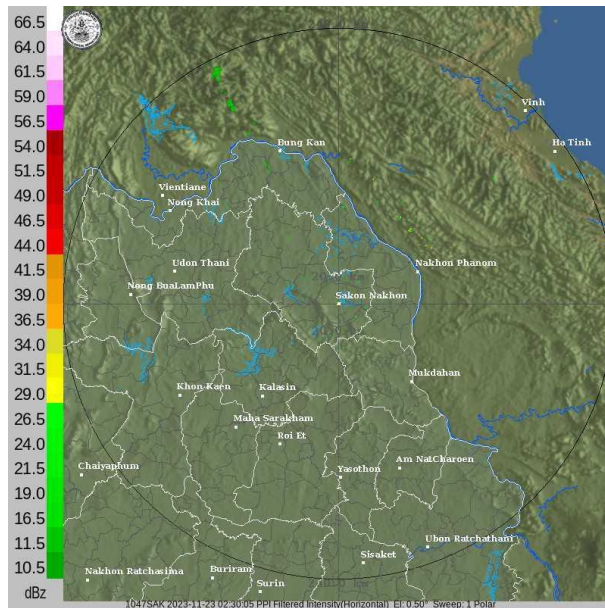 66.5
64.0
61.5
59.0
56.5
54.0
51.5
49.0
46.5
44.0
41.5
39.0
36.5
34.0
31.5
29.0
26.5
24.0
21.5
19.0
16.5
14.0
11.5
10.5
dBz
Vinh
Ha Tinh
Bung Kan
Vientiane
Nong Khai
Udon Thani
Nakhon Phanom
Nong BuaLamPhu
Sakon Nakhon
Mukdahan
Khon Kaen
Kalasin
Maha Sarakham
Roi Et
Chaiyaphum
Yasothon
Am NatCharoen
Ubon Ratchathani
Sisaket
Nakhon Ratchasima
Buriram
Surin
1047SAK 2023-11-23 02:30:05 PPI Filtered Intensity(Horizontal) El: 0.50° Sweep: 1 Polar